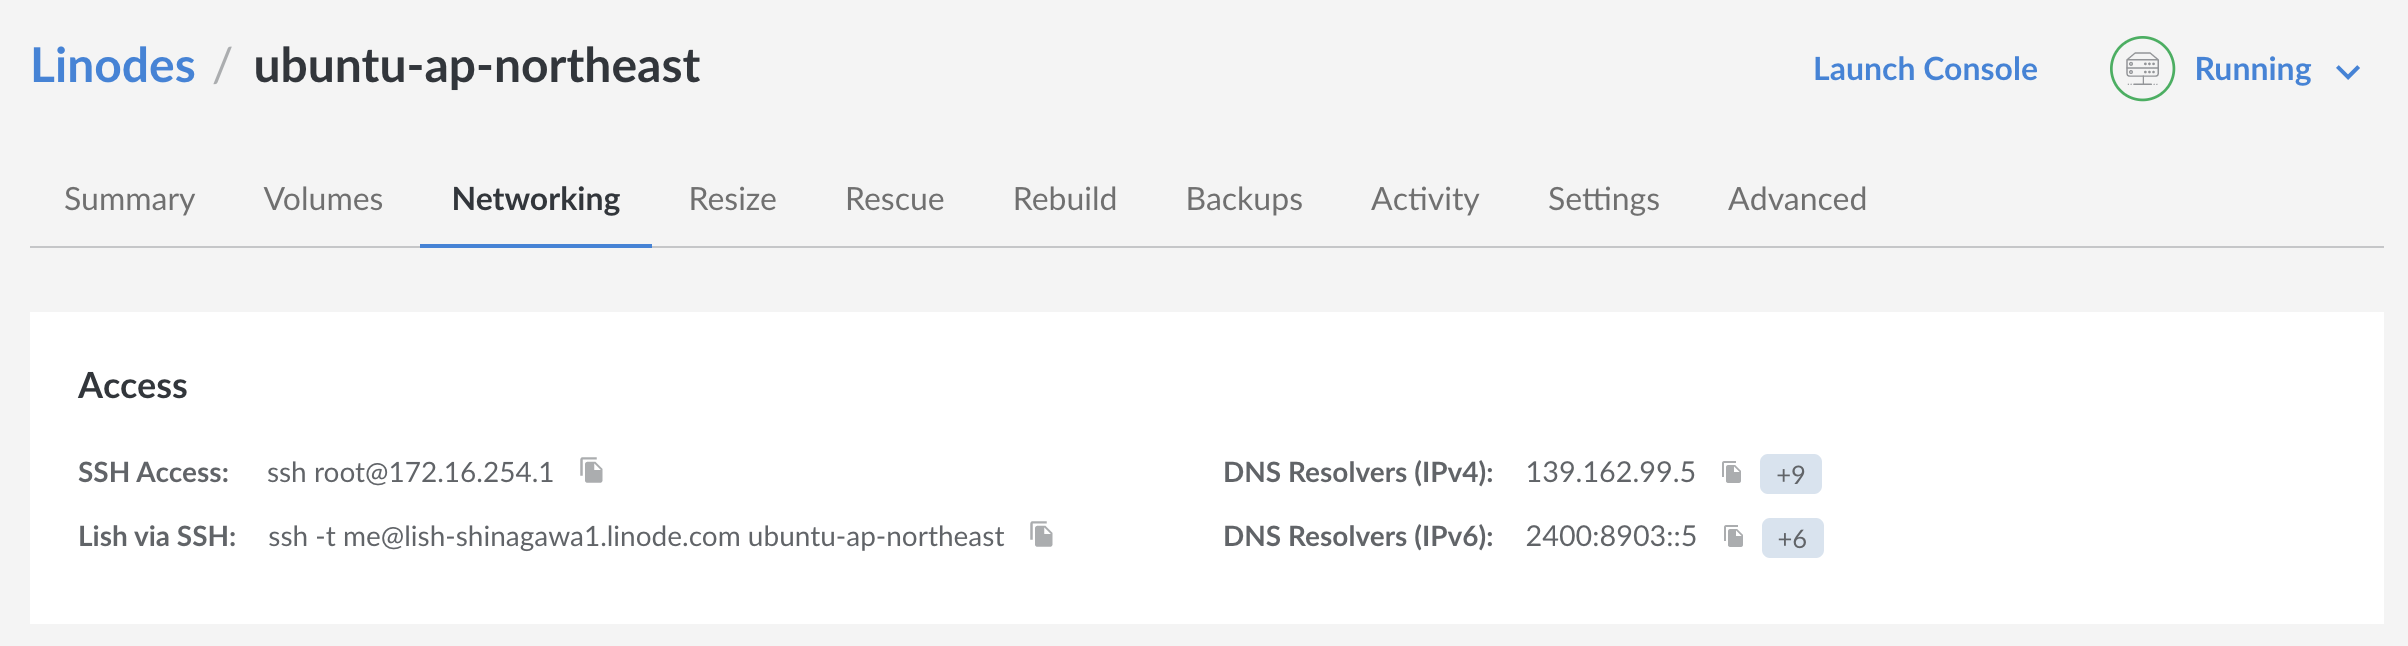 Linodes / ubuntu-ap-northeast
Launch Console
Running
Summary Volumes Networking Resize Rescue Rebuild Backups Activity Settings Advanced
Access
SSH Access: ssh root@172.16.254.1
Lish via SSH: ssh -t me@lish-shinagawa1.linode.com ubuntu-ap-northeast
DNS Resolvers (IPv4): 139.162.99.5 +9
DNS Resolvers (IPv6): 2400:8903::5 +6